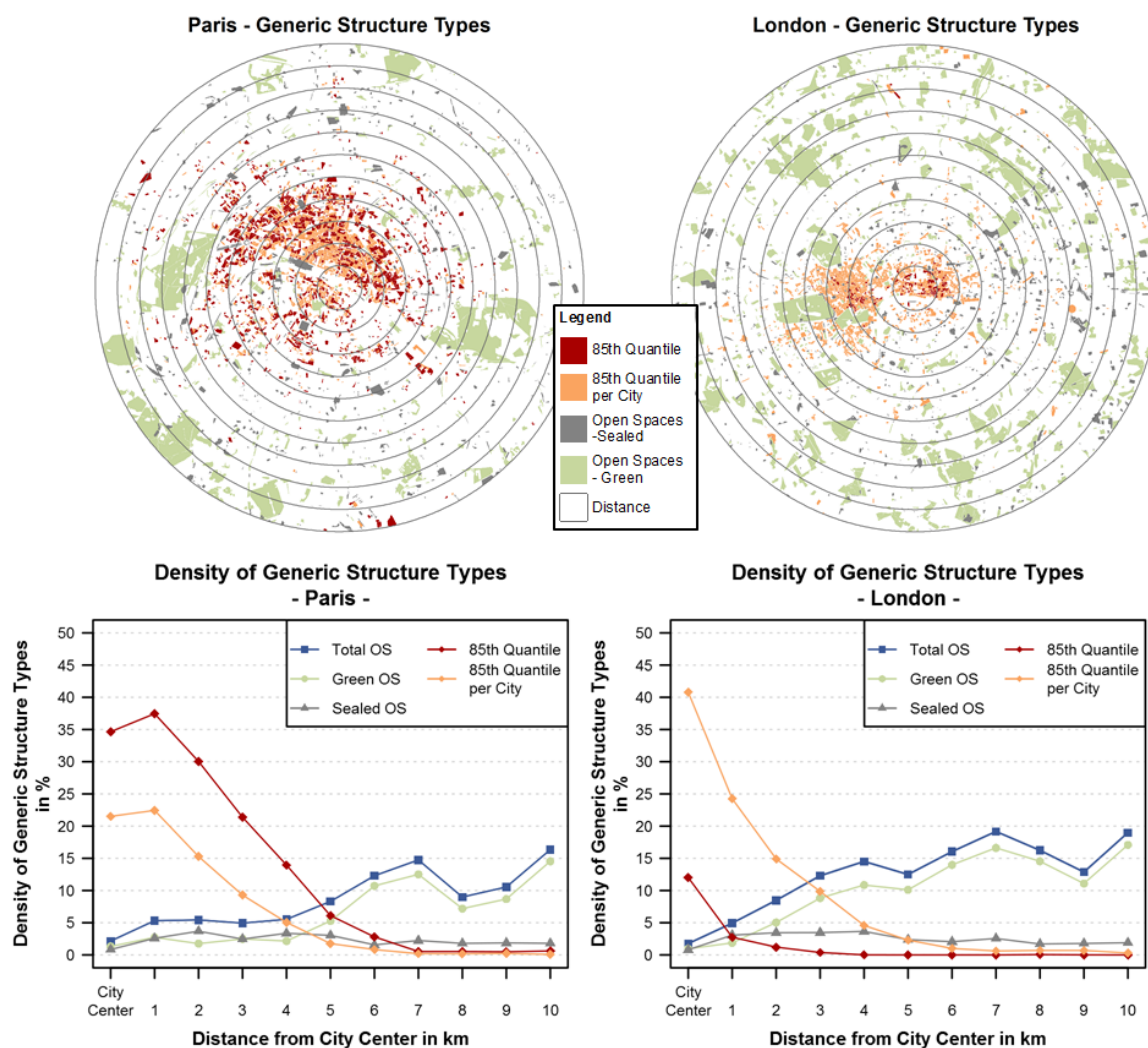 Paris - Generic Structure Types
London - Generic Structure Types
Legend
85th Quantile
85th Quantile
per City
Open Spaces
-Sealed
Open Spaces
- Green
Distance
Density of Generic Structure Types
- Paris -
Density of Generic Structure Types
in %
50
45
40
35
30
25
20
15
10
5
0
Total OS
Green OS
Sealed OS
85th Quantile
85th Quantile
per City
City
Center
1
2
3
4
5
6
7
8
9
10
Distance from City Center in km
Density of Generic Structure Types
- London -
Density of Generic Structure Types
in %
50
45
40
35
30
25
20
15
10
5
0
Total OS
Green OS
Sealed OS
85th Quantile
85th Quantile
per City
City
Center
1
2
3
4
5
6
7
8
9
10
Distance from City Center in km